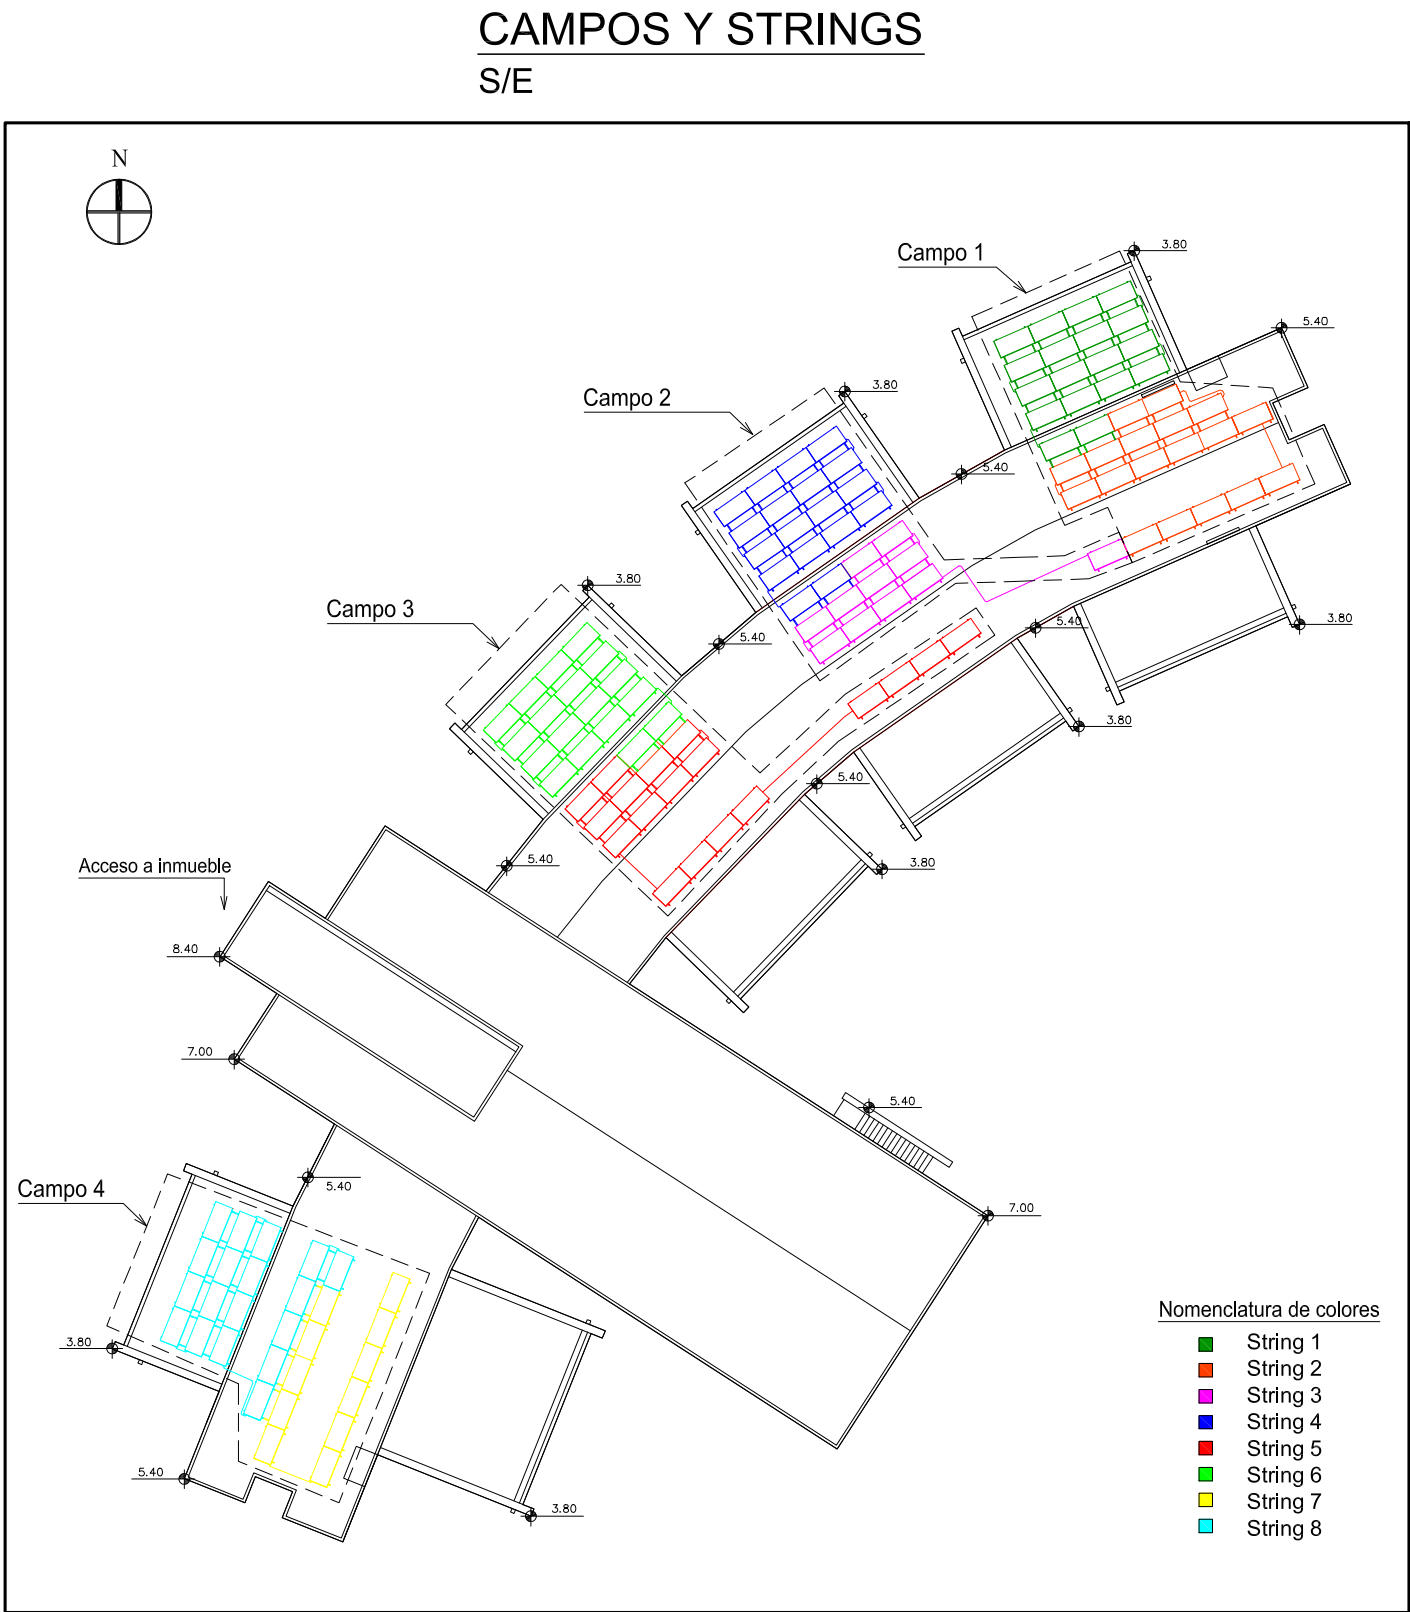 CAMPOS Y STRINGS
S/E
N
Campo 1
3.80
5.40
Campo 2
3.80
5.40
Campo 3
3.80
5.40
5.40
3.80
3.80
5.40
Acceso a inmueble
5.40
3.80
8.40
7.00
5.40
Campo 4
5.40
7.00
3.80
5.40
3.80
Nomenclatura de colores
String 1
String 2
String 3
String 4
String 5
String 6
String 7
String 8